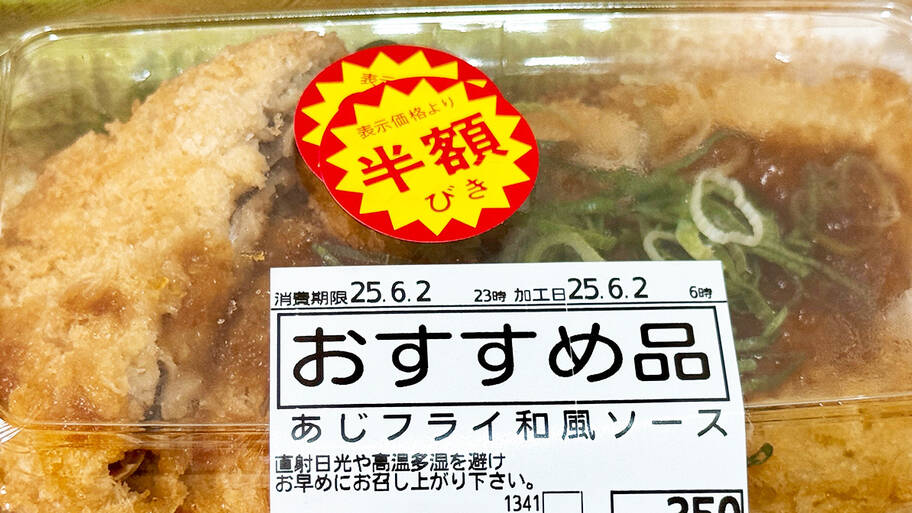 表示
表示価格より
半額
びき
消費期限25.6.2 23時 加工日25.6.2 6時
おすすめ品
あじフライ和風ソース
直射日光や高温多湿を避け
お早めにお召し上がり下さい。
1341
350